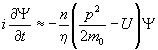 i ∂Ψ/∂t ≈ −n/η (p²/2m₀ − U) Ψ